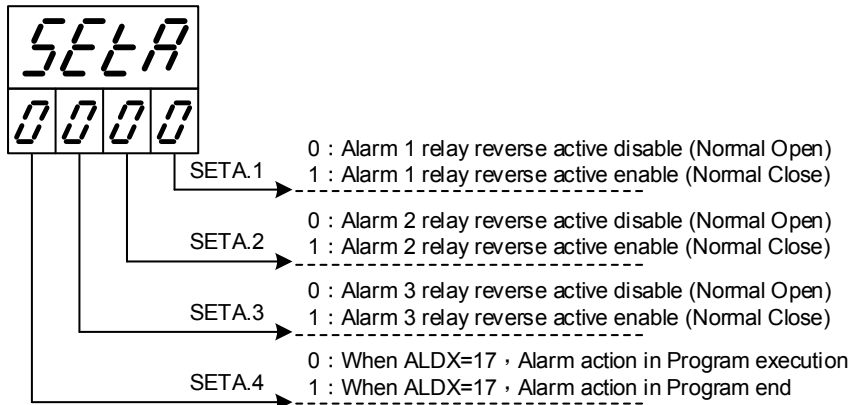 SEtA
0000
SETA.1
0：Alarm 1 relay reverse active disable (Normal Open)
1：Alarm 1 relay reverse active enable (Normal Close)
SETA.2
0：Alarm 2 relay reverse active disable (Normal Open)
1：Alarm 2 relay reverse active enable (Normal Close)
SETA.3
0：Alarm 3 relay reverse active disable (Normal Open)
1：Alarm 3 relay reverse active enable (Normal Close)
SETA.4
0：When ALDX=17，Alarm action in Program execution
1：When ALDX=17，Alarm action in Program end